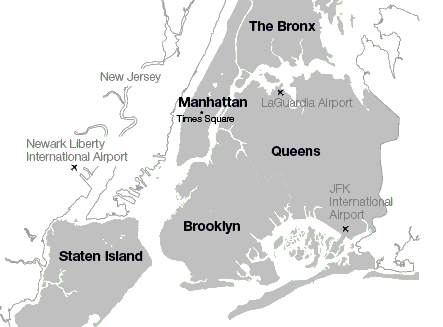 The Bronx
New Jersey
Manhattan
LaGuardia Airport
Times Square
Newark Liberty
International Airport
Queens
JFK
International
Airport
Brooklyn
Staten Island